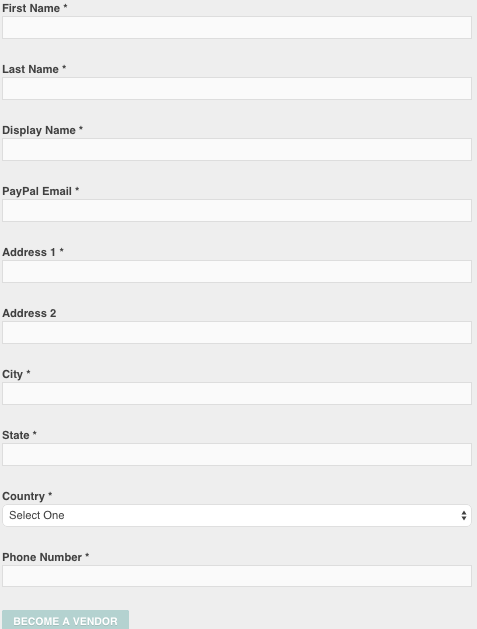 First Name *
Last Name *
Display Name *
PayPal Email *
Address 1 *
Address 2
City *
State *
Country *
Select One
Phone Number *
BECOME A VENDOR